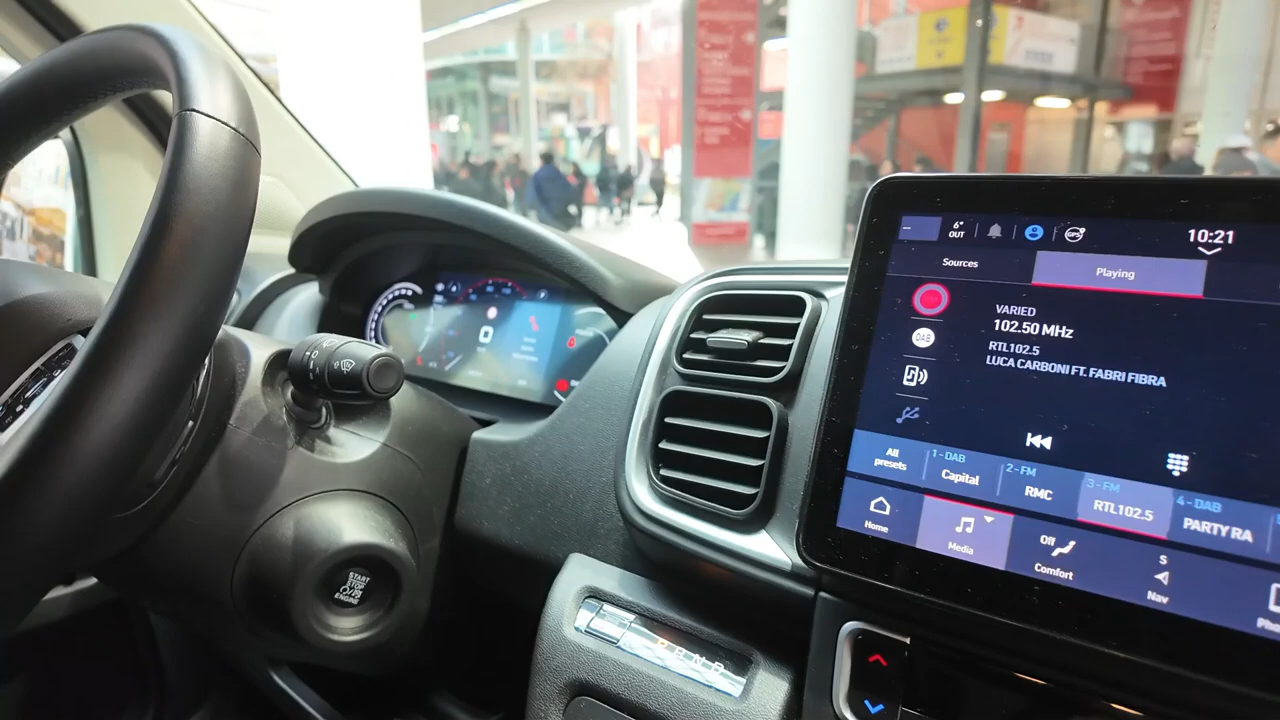 6° OUT
GPS
10:21
Sources
Playing
VARIED
102.50 MHz
DAB
RTL102.5
LUCA CARBONI FT. FABRI FIBRA
All presets
1 - DAB
Capital
2 - FM
RMC
3 - FM
RTL102.5
4 - DAB
PARTY RA
Home
Media
Off
Comfort
S
Nav
Pho
START
STOP
ENGINE
P R N D